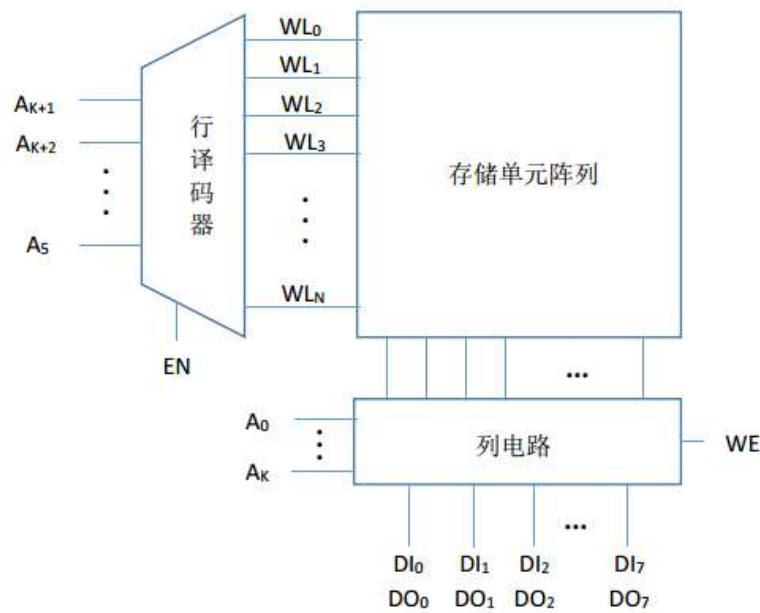 WL0
WL1
AK+1
WL2
AK+2
行译码器
WL3
存储单元阵列
A5
WLN
EN
...
A0
列电路
WE
AK
...
DI0 DI1 DI2 DI7
DO0 DO1 DO2 DO7